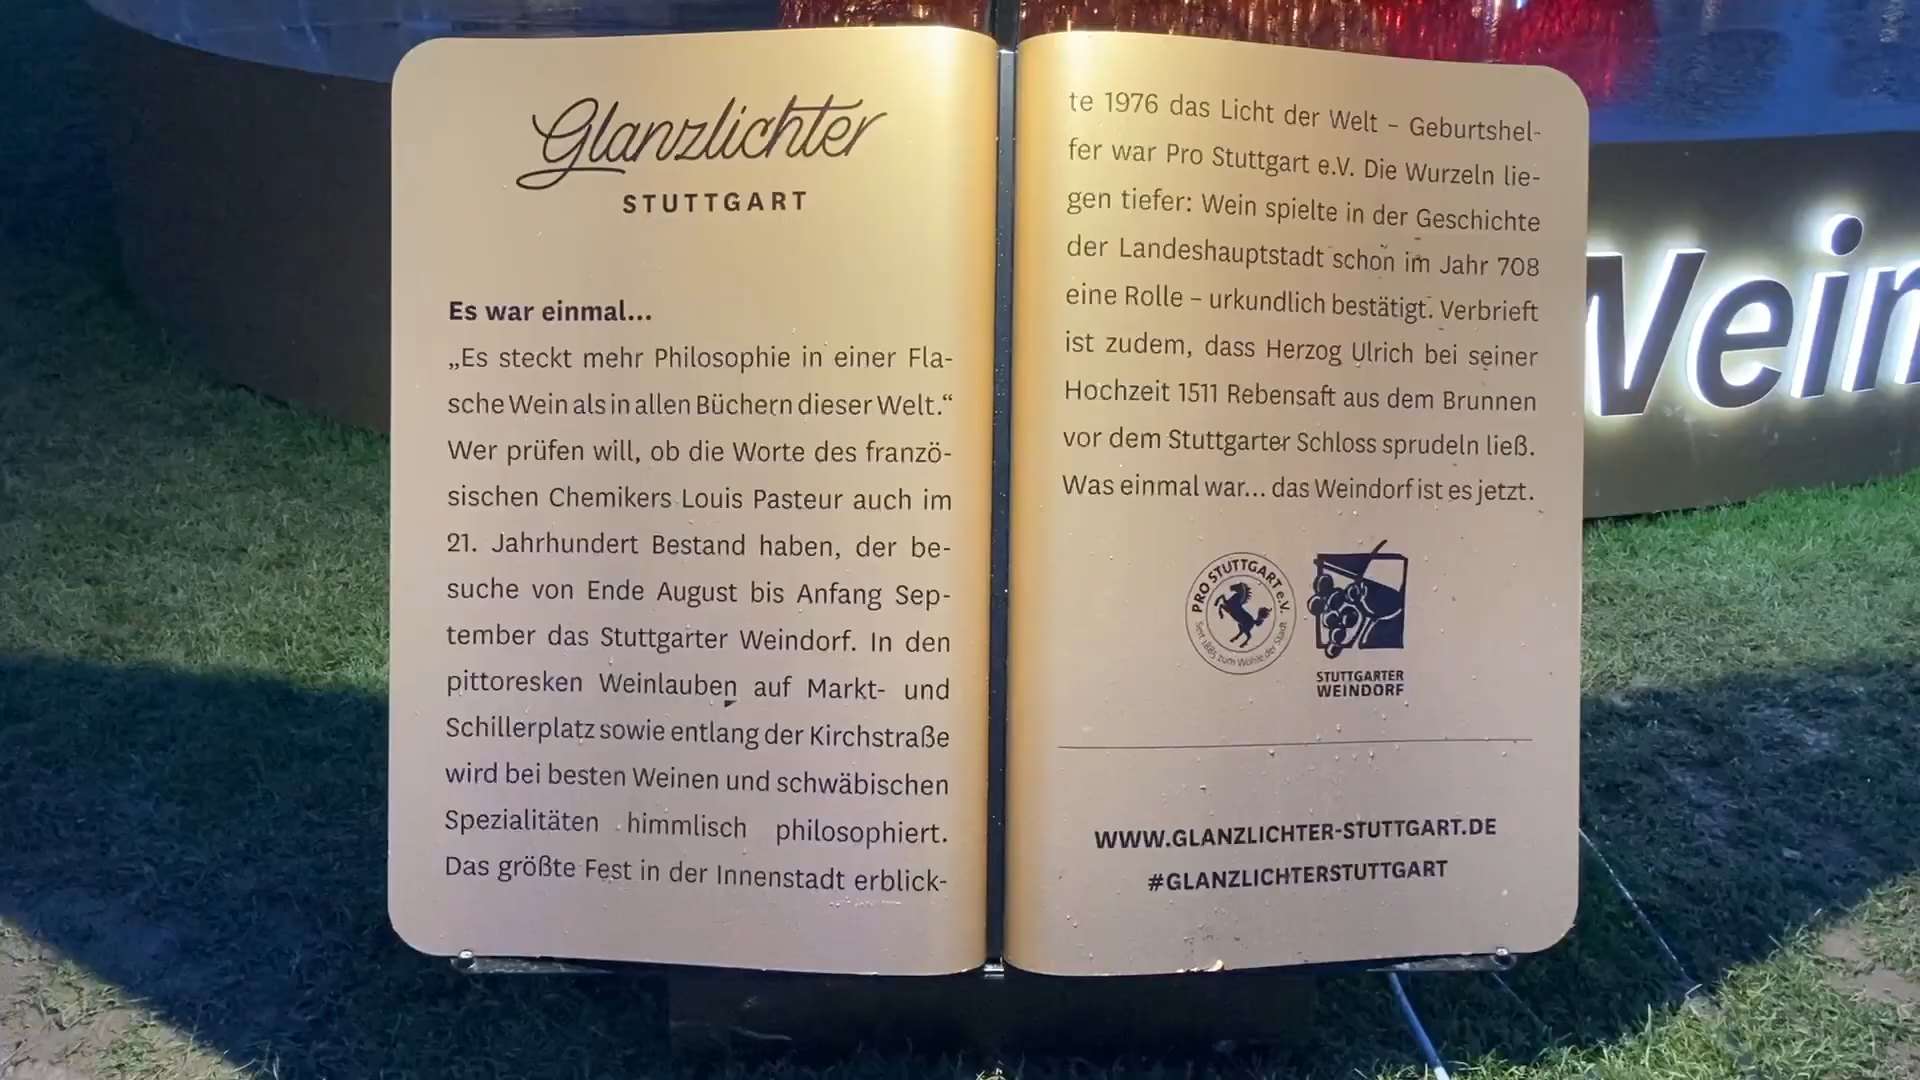 Glanzlichter
STUTTGART
Es war einmal...
„Es steckt mehr Philosophie in einer Fla-
sche Wein als in allen Büchern dieser Welt.“
Wer prüfen will, ob die Worte des franzö-
sischen Chemikers Louis Pasteur auch im
21. Jahrhundert Bestand haben, der be-
suche von Ende August bis Anfang Sep-
tember das Stuttgarter Weindorf. In den
pittoresken Weinlauben auf Markt- und
Schillerplatz sowie entlang der Kirchstraße
wird bei besten Weinen und schwäbischen
Spezialitäten himmlisch philosophiert.
Das größte Fest in der Innenstadt erblick-
te 1976 das Licht der Welt – Geburtshel-
fer war Pro Stuttgart e.V. Die Wurzeln lie-
gen tiefer: Wein spielte in der Geschichte
der Landeshauptstadt schon im Jahr 708
eine Rolle – urkundlich bestätigt. Verbrieft
ist zudem, dass Herzog Ulrich bei seiner
Hochzeit 1511 Rebensaft aus dem Brunnen
vor dem Stuttgarter Schloss sprudeln ließ.
Was einmal war... das Weindorf ist es jetzt.
PRO STUTTGART e.V.
Seit 1885 zum Wohle der Stadt
STUTTGARTER
WEINDORF
WWW.GLANZLICHTER-STUTTGART.DE
#GLANZLICHTERSTUTTGART
Wein